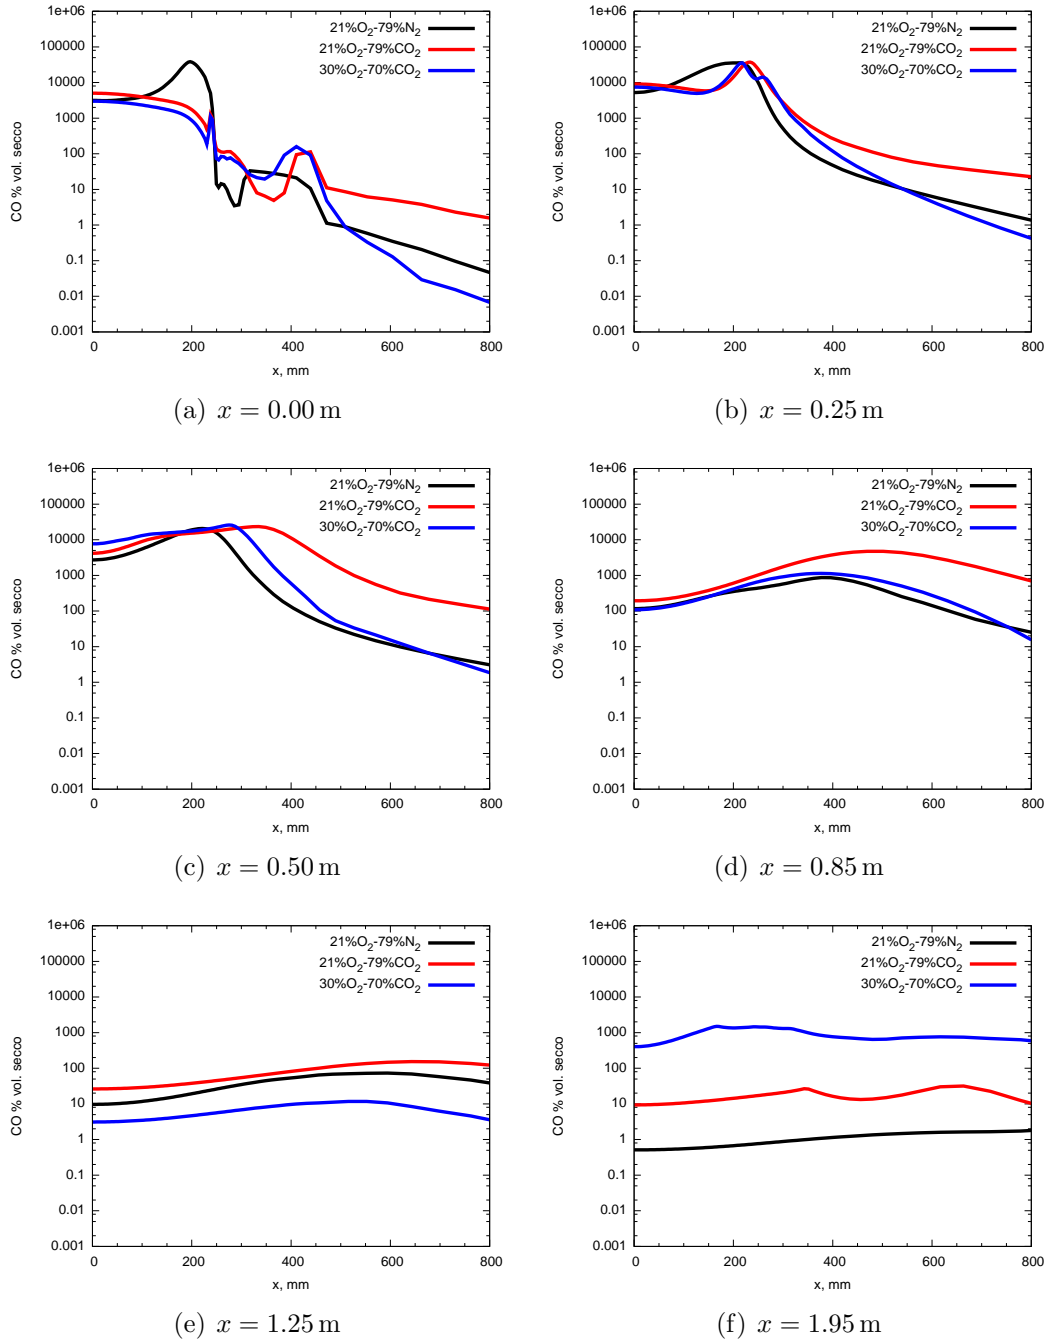 1e+06
100000
10000
1000
100
10
1
0.1
0.01
0.001
0 200 400 600 800
CO % vol. secco
x, mm
21%O2-79%N2
21%O2-79%CO2
30%O2-70%CO2
(a) x = 0.00 m
1e+06
100000
10000
1000
100
10
1
0.1
0.01
0.001
0 200 400 600 800
CO % vol. secco
x, mm
21%O2-79%N2
21%O2-79%CO2
30%O2-70%CO2
(b) x = 0.25 m
1e+06
100000
10000
1000
100
10
1
0.1
0.01
0.001
0 200 400 600 800
CO % vol. secco
x, mm
21%O2-79%N2
21%O2-79%CO2
30%O2-70%CO2
(c) x = 0.50 m
1e+06
100000
10000
1000
100
10
1
0.1
0.01
0.001
0 200 400 600 800
CO % vol. secco
x, mm
21%O2-79%N2
21%O2-79%CO2
30%O2-70%CO2
(d) x = 0.85 m
1e+06
100000
10000
1000
100
10
1
0.1
0.01
0.001
0 200 400 600 800
CO % vol. secco
x, mm
21%O2-79%N2
21%O2-79%CO2
30%O2-70%CO2
(e) x = 1.25 m
1e+06
100000
10000
1000
100
10
1
0.1
0.01
0.001
0 200 400 600 800
CO % vol. secco
x, mm
21%O2-79%N2
21%O2-79%CO2
30%O2-70%CO2
(f) x = 1.95 m